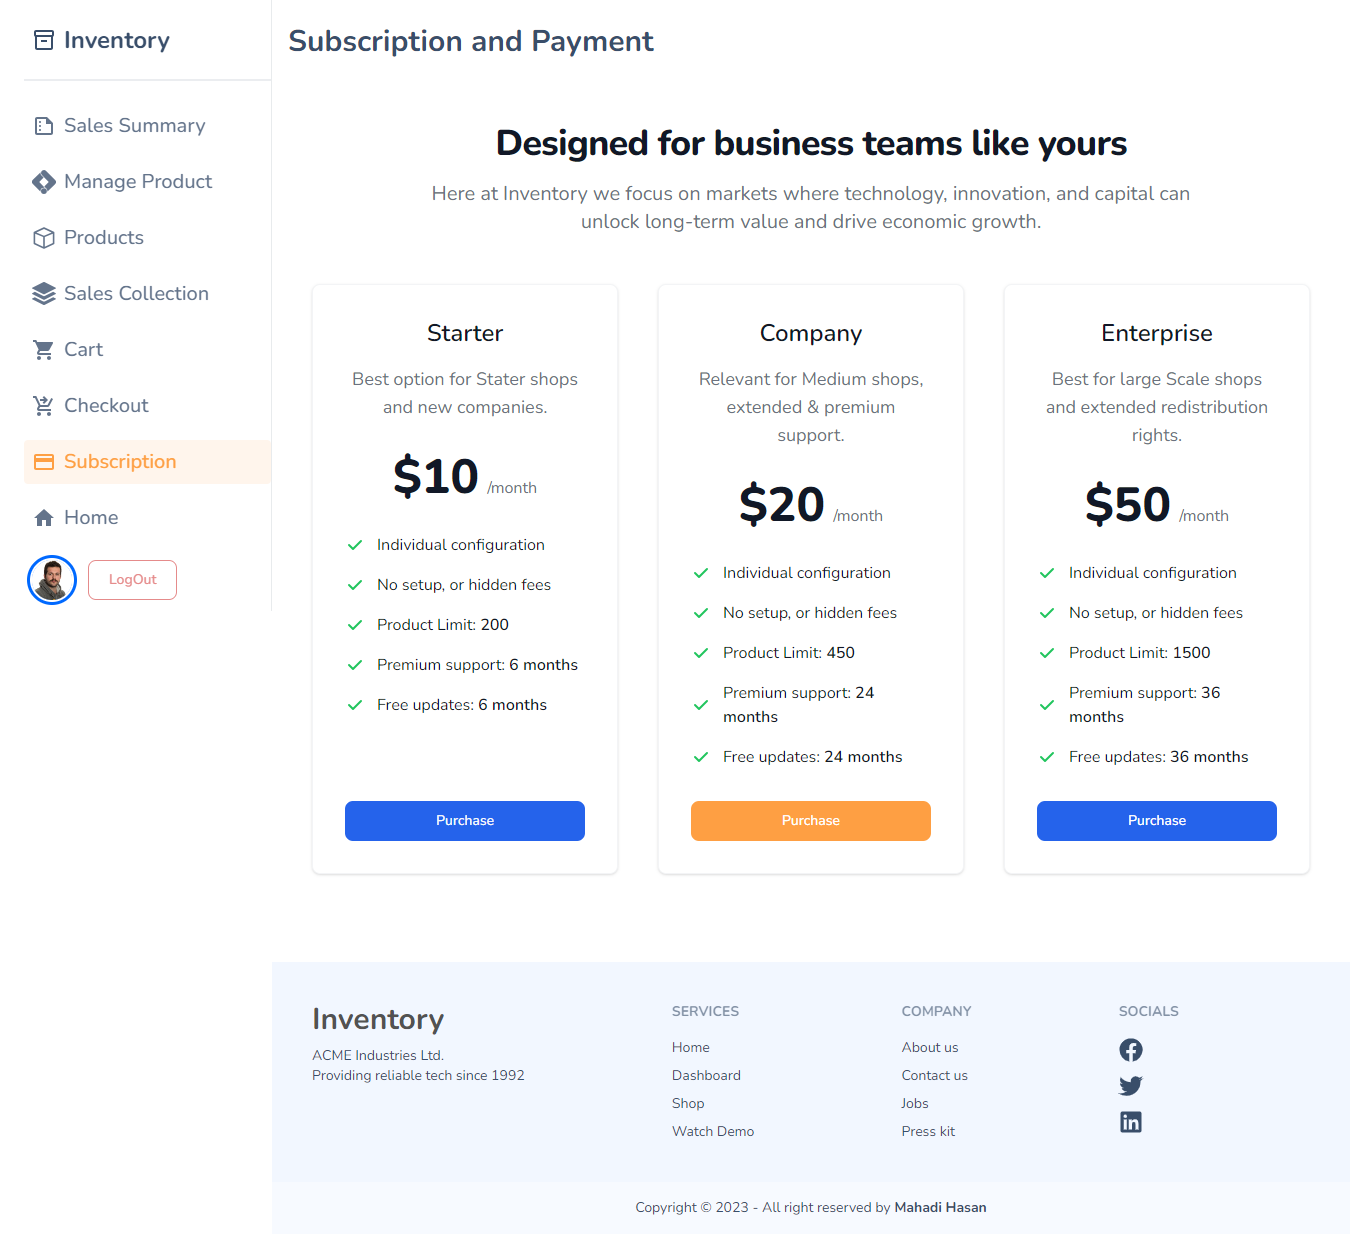 Inventory
Sales Summary
Manage Product
Products
Sales Collection
Cart
Checkout
Subscription
Home
LogOut
Subscription and Payment
Designed for business teams like yours
Here at Inventory we focus on markets where technology, innovation, and capital can
unlock long-term value and drive economic growth.
Starter
Best option for Stater shops
and new companies.
$10 /month
Individual configuration
No setup, or hidden fees
Product Limit: 200
Premium support: 6 months
Free updates: 6 months
Purchase
Company
Relevant for Medium shops,
extended & premium
support.
$20 /month
Individual configuration
No setup, or hidden fees
Product Limit: 450
Premium support: 24
months
Free updates: 24 months
Purchase
Enterprise
Best for large Scale shops
and extended redistribution
rights.
$50 /month
Individual configuration
No setup, or hidden fees
Product Limit: 1500
Premium support: 36
months
Free updates: 36 months
Purchase
Inventory
ACME Industries Ltd.
Providing reliable tech since 1992
SERVICES
Home
Dashboard
Shop
Watch Demo
COMPANY
About us
Contact us
Jobs
Press kit
SOCIALS
Copyright © 2023 - All right reserved by Mahadi Hasan